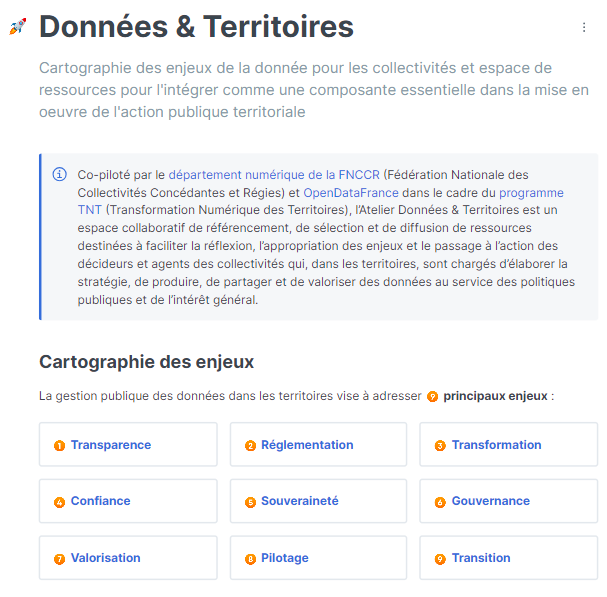 Données & Territoires
Cartographie des enjeux de la donnée pour les collectivités et espace de
ressources pour l'intégrer comme une composante essentielle dans la mise en
oeuvre de l'action publique territoriale
Co-piloté par le département numérique de la FNCCR (Fédération Nationale des
Collectivités Concédantes et Régies) et OpenDataFrance dans le cadre du programme
TNT (Transformation Numérique des Territoires), l’Atelier Données & Territoires est un
espace collaboratif de référencement, de sélection et de diffusion de ressources
destinées à faciliter la réflexion, l’appropriation des enjeux et le passage à l’action des
décideurs et agents des collectivités qui, dans les territoires, sont chargés d’élaborer la
stratégie, de produire, de partager et de valoriser des données au service des politiques
publiques et de l’intérêt général.
Cartographie des enjeux
La gestion publique des données dans les territoires vise à adresser 9 principaux enjeux :
1 Transparence
2 Réglementation
3 Transformation
4 Confiance
5 Souveraineté
6 Gouvernance
7 Valorisation
8 Pilotage
9 Transition